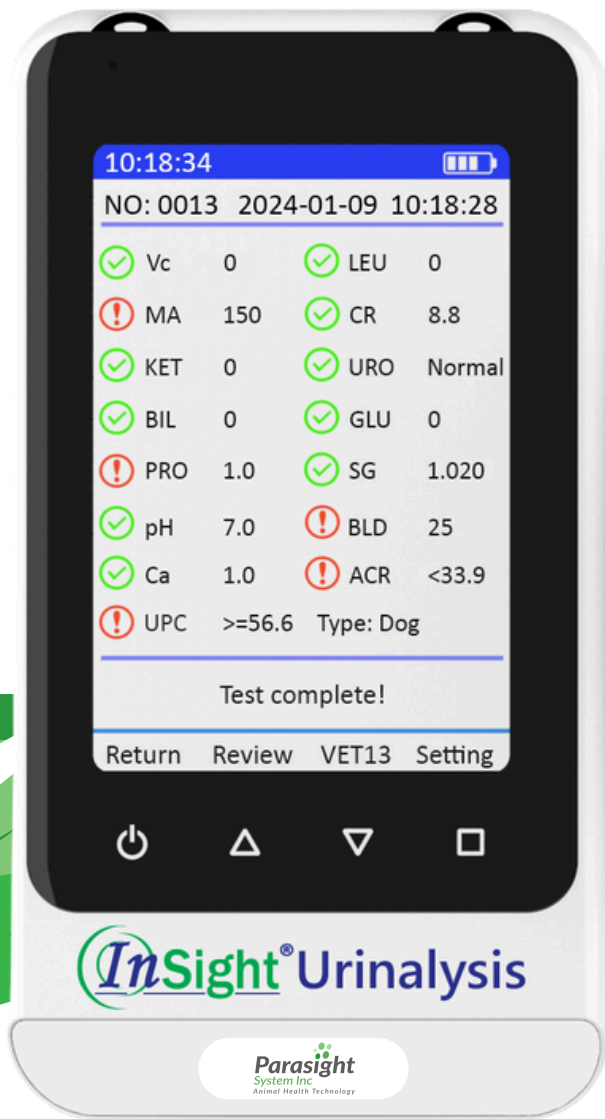 10:18:34
NO: 0013 2024-01-09 10:18:28
Vc 0 LEU 0
MA 150 CR 8.8
KET 0 URO Normal
BIL 0 GLU 0
PRO 1.0 SG 1.020
pH 7.0 BLD 25
Ca 1.0 ACR <33.9
UPC >=56.6 Type: Dog
Test complete!
Return Review VET13 Setting
InSight® Urinalysis
Parasight
System Inc
Animal Health Technology